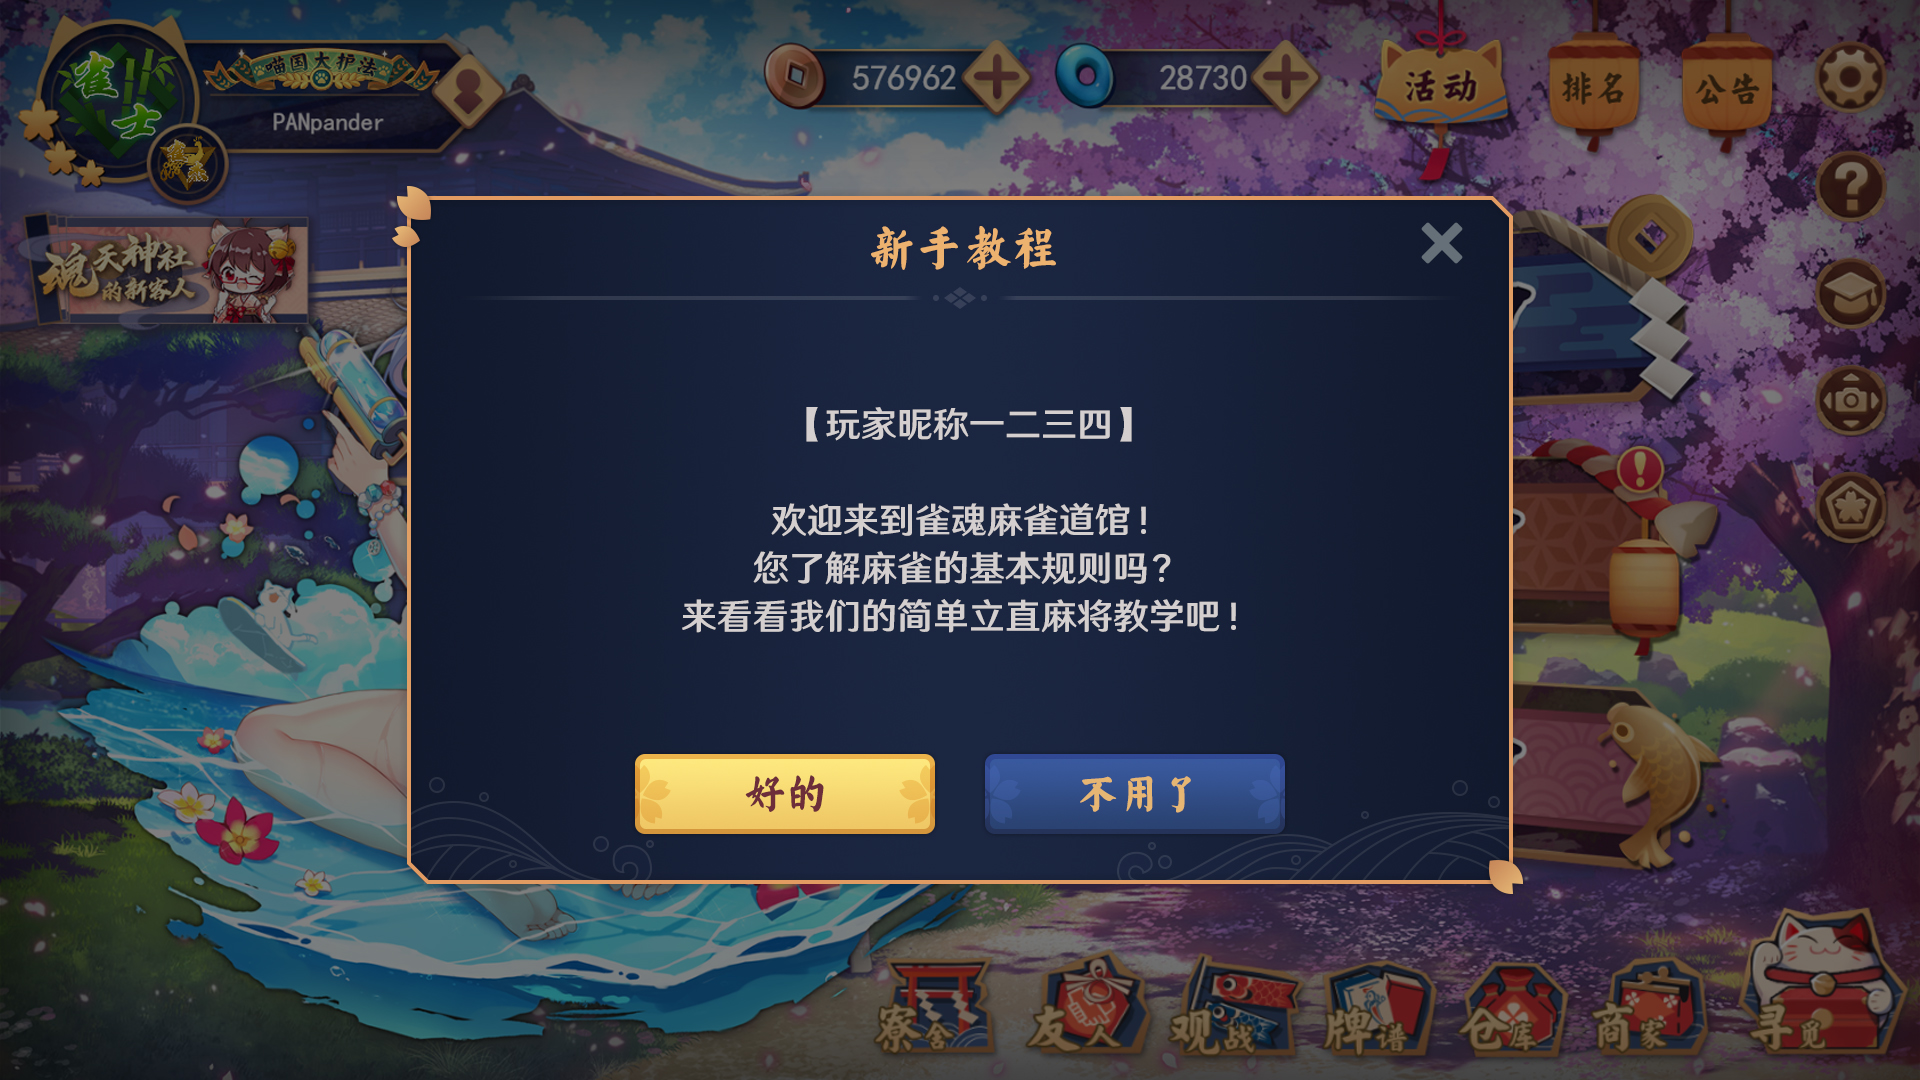 雀士
喵国大护法
PANpander
576962
28730
活动
排名
公告
魂天神社
的新客人
新手教程
【玩家昵称一二三四】
欢迎来到雀魂麻雀道馆！
您了解麻雀的基本规则吗？
来看看我们的简单立直麻将教学吧！
好的
不用了
寮舍
友人
观战
牌谱
仓库
商家
寻觅